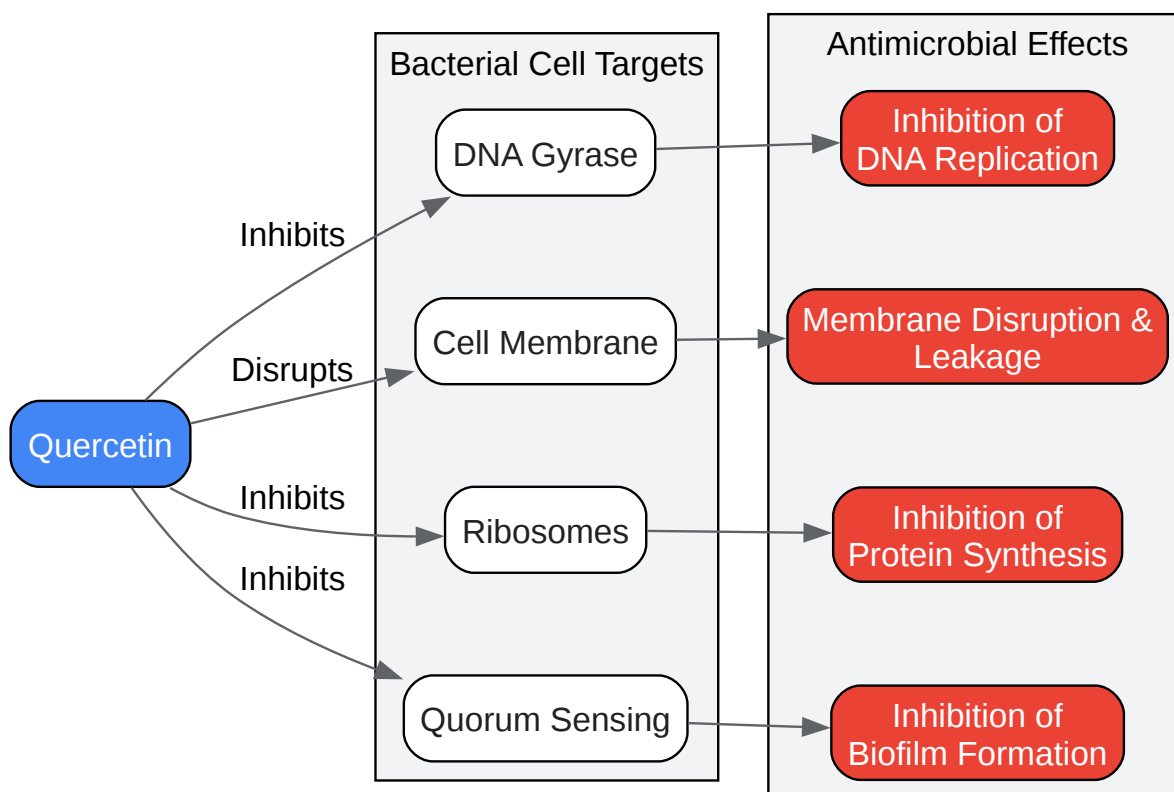 Bacterial Cell Targets
Antimicrobial Effects
DNA Gyrase
Inhibition of
DNA Replication
Inhibits
Cell Membrane
Membrane Disruption &
Leakage
Disrupts
Quercetin
Inhibits
Ribosomes
Inhibition of
Protein Synthesis
Inhibits
Quorum Sensing
Inhibition of
Biofilm Formation